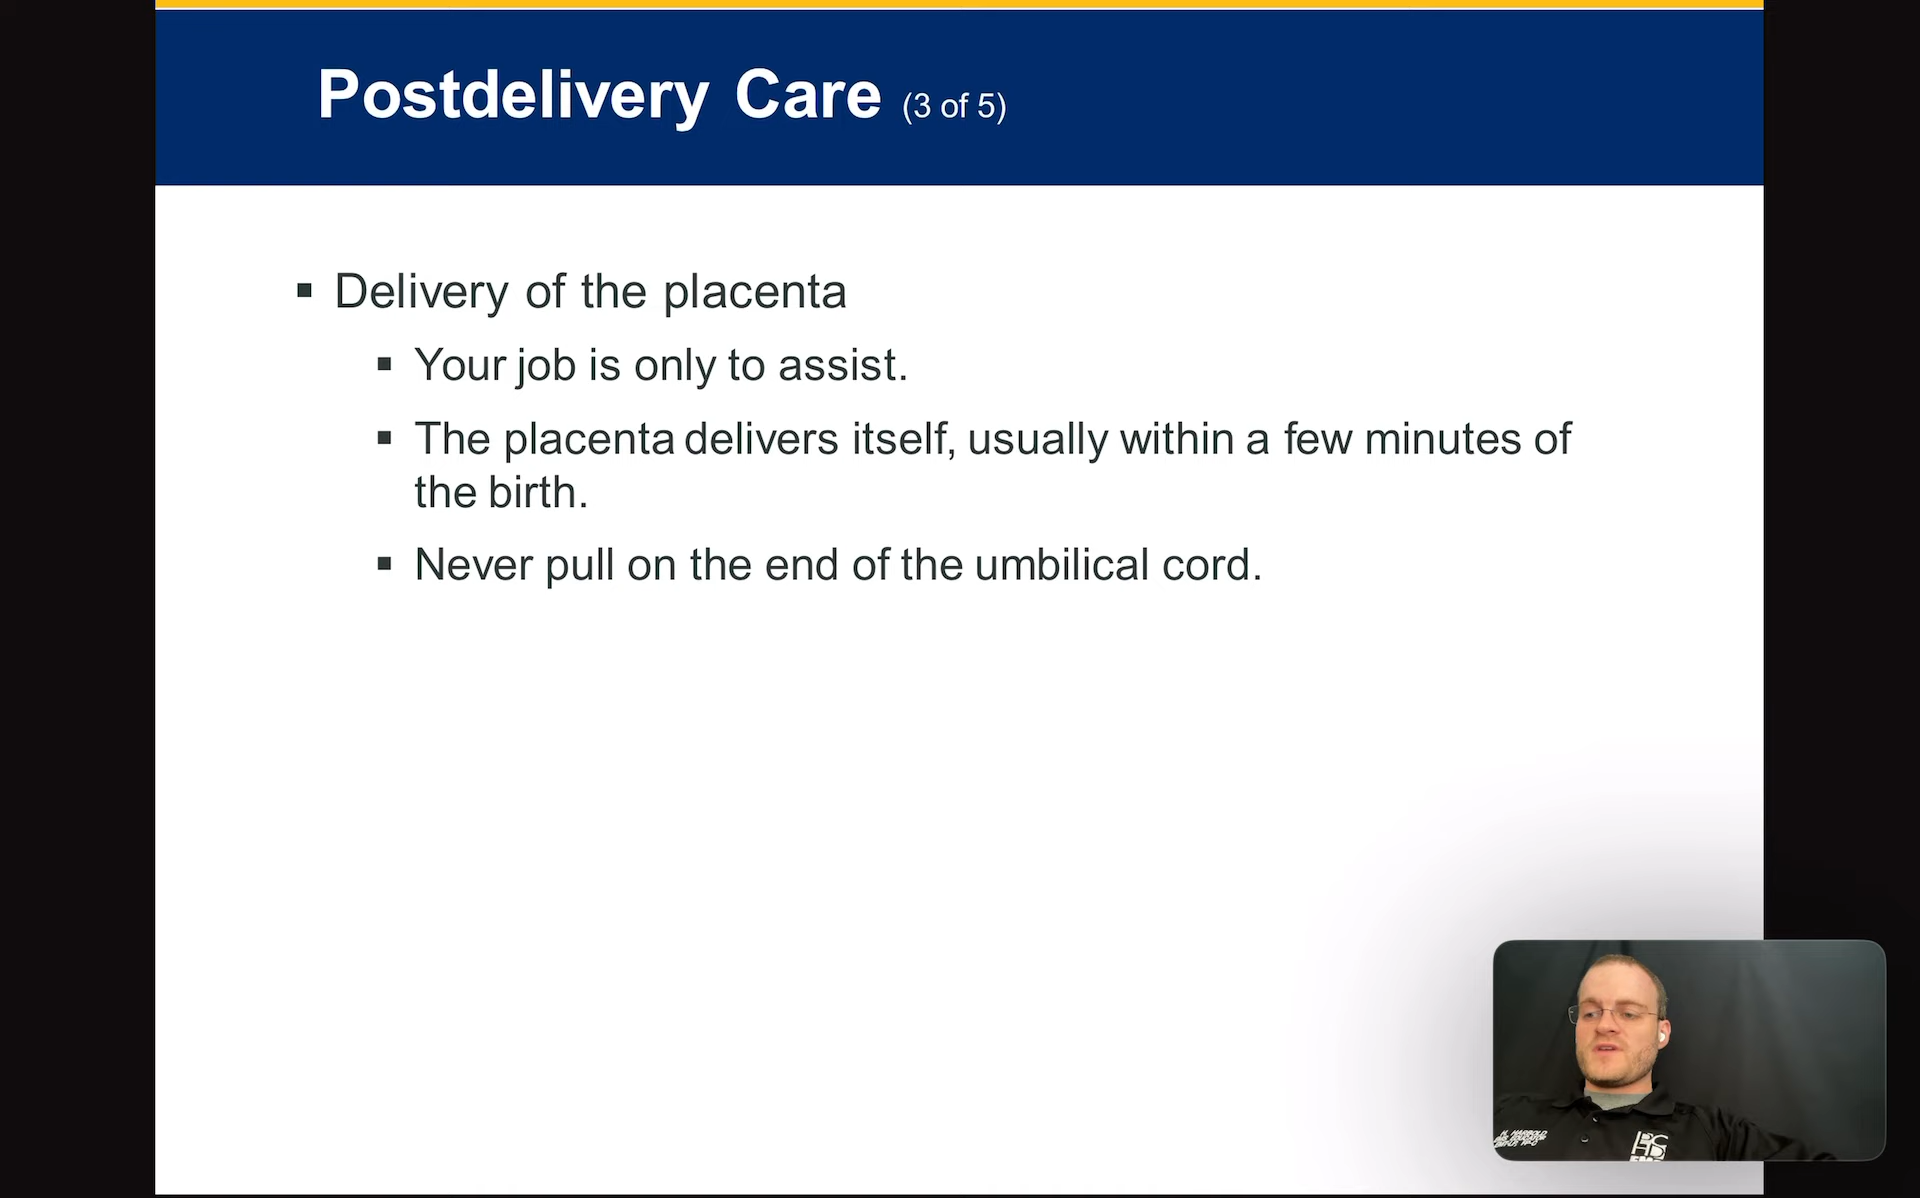 Postdelivery Care (3 of 5)
▪ Delivery of the placenta
▪ Your job is only to assist.
▪ The placenta delivers itself, usually within a few minutes of
the birth.
▪ Never pull on the end of the umbilical cord.